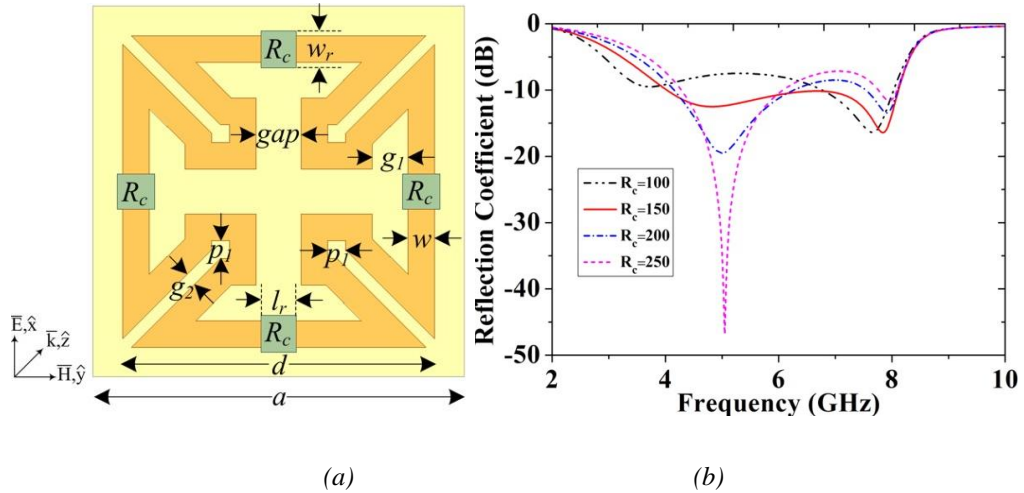 R_c
w_r
gap
g_1
R_c
R_c
w
p_1
p_1
g_2
l_r
R_c
d
a
E̅,x̂
k̅,ẑ
H̅,ŷ
(a)
0
-10
-20
-30
-40
-50
Reflection Coefficient (dB)
R_c=100
R_c=150
R_c=200
R_c=250
2 4 6 8 10
Frequency (GHz)
(b)